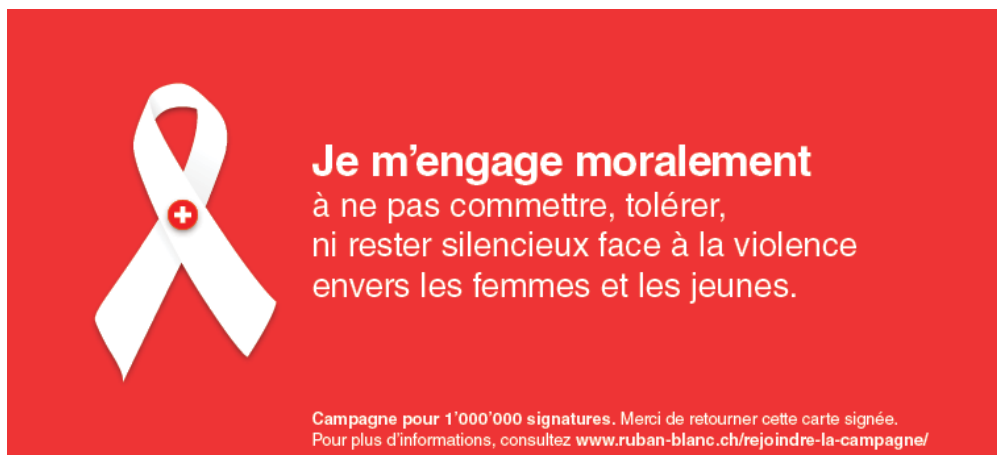 Je m'engage moralement
à ne pas commettre, tolérer,
ni rester silencieux face à la violence
envers les femmes et les jeunes.
Campagne pour 1'000'000 signatures. Merci de retourner cette carte signée.
Pour plus d'informations, consultez www.ruban-blanc.ch/rejoindre-la-campagne/